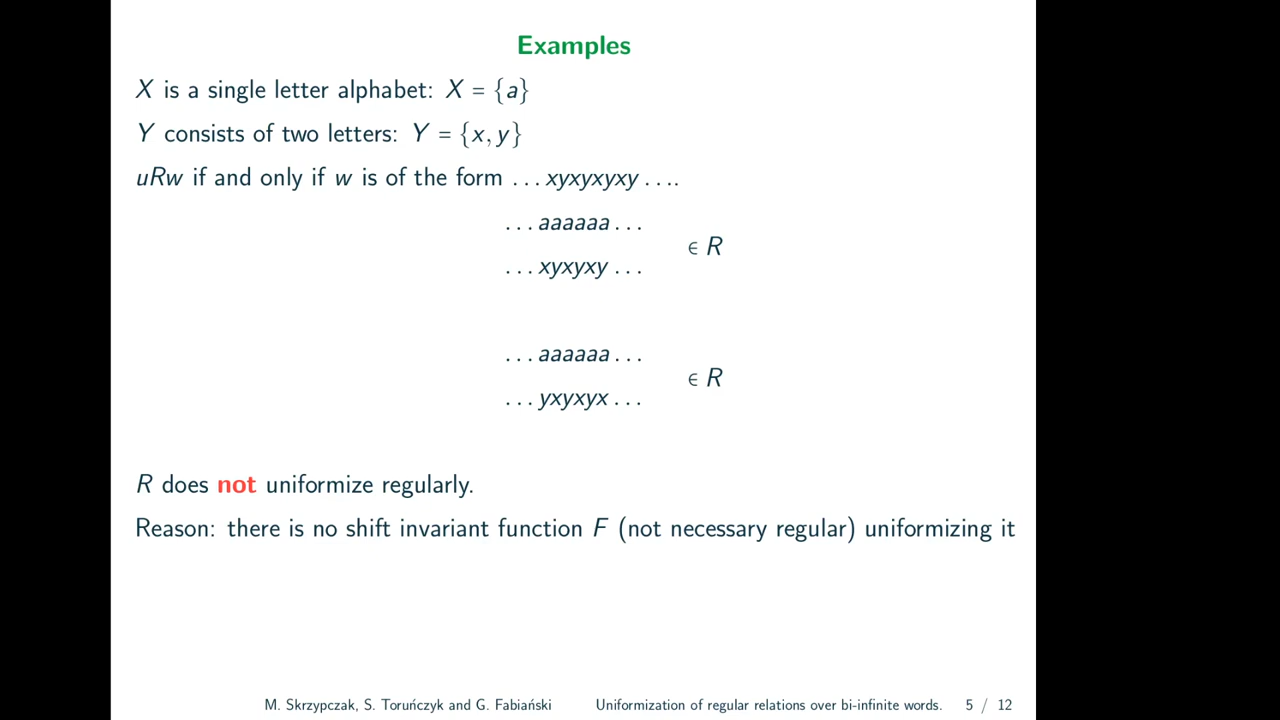 Examples
X is a single letter alphabet: X = {a}
Y consists of two letters: Y = {x, y}
uRw if and only if w is of the form . . . xyxyxyxy . . . .
. . . aaaaaa . . .
∈ R
. . . xyxyxy . . .
. . . aaaaaa . . .
∈ R
. . . yxyxyx . . .
R does not uniformize regularly.
Reason: there is no shift invariant function F (not necessary regular) uniformizing it
M. Skrzypczak, S. Toruńczyk and G. Fabiański Uniformization of regular relations over bi-infinite words. 5 / 12